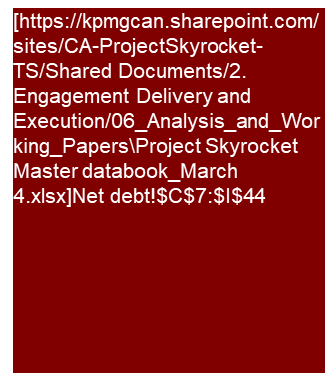 [https://kpmgcan.sharepoint.com/
sites/CA-ProjectSkyrocket-
TS/Shared Documents/2.
Engagement Delivery and
Execution/06_Analysis_and_Wor
king_Papers\Project Skyrocket
Master databook_March
4.xlsx]Net debt!$C$7:$I$44